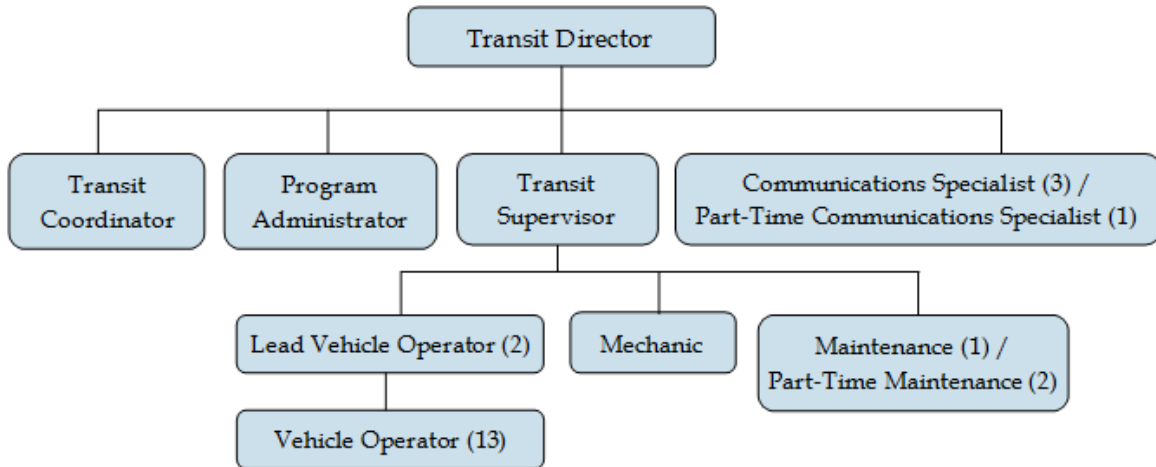 Transit Director
Transit
Coordinator
Program
Administrator
Transit
Supervisor
Communications Specialist (3) /
Part-Time Communications Specialist (1)
Lead Vehicle Operator (2)
Mechanic
Maintenance (1) /
Part-Time Maintenance (2)
Vehicle Operator (13)